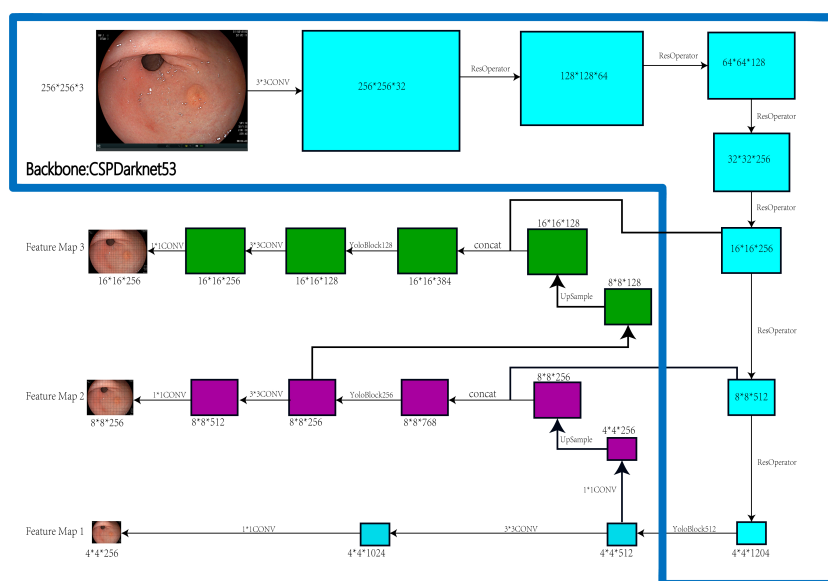 256*256*3
3*3CONV
256*256*32
ResOperator
128*128*64
ResOperator
64*64*128
ResOperator
32*32*256
Backbone:CSPDarknet53
ResOperator
Feature Map 3
16*16*256
1*1CONV
16*16*256
3*3CONV
16*16*128
YoloBlock128
16*16*384
concat
16*16*128
UpSample
8*8*128
16*16*256
ResOperator
Feature Map 2
8*8*256
1*1CONV
8*8*512
3*3CONV
8*8*256
YoloBlock256
8*8*768
concat
8*8*256
UpSample
4*4*256
8*8*512
1*1CONV
ResOperator
Feature Map 1
4*4*256
1*1CONV
4*4*1024
3*3CONV
4*4*512
YoloBlock512
4*4*1204